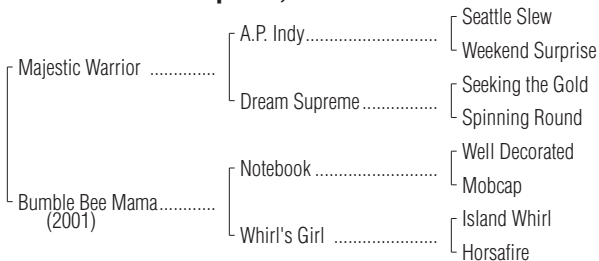 Seattle Slew
A.P. Indy
Weekend Surprise
Majestic Warrior
Seeking the Gold
Dream Supreme
Spinning Round
Well Decorated
Notebook
Mobcap
Bumble Bee Mama
(2001)
Island Whirl
Whirl's Girl
Horsafire